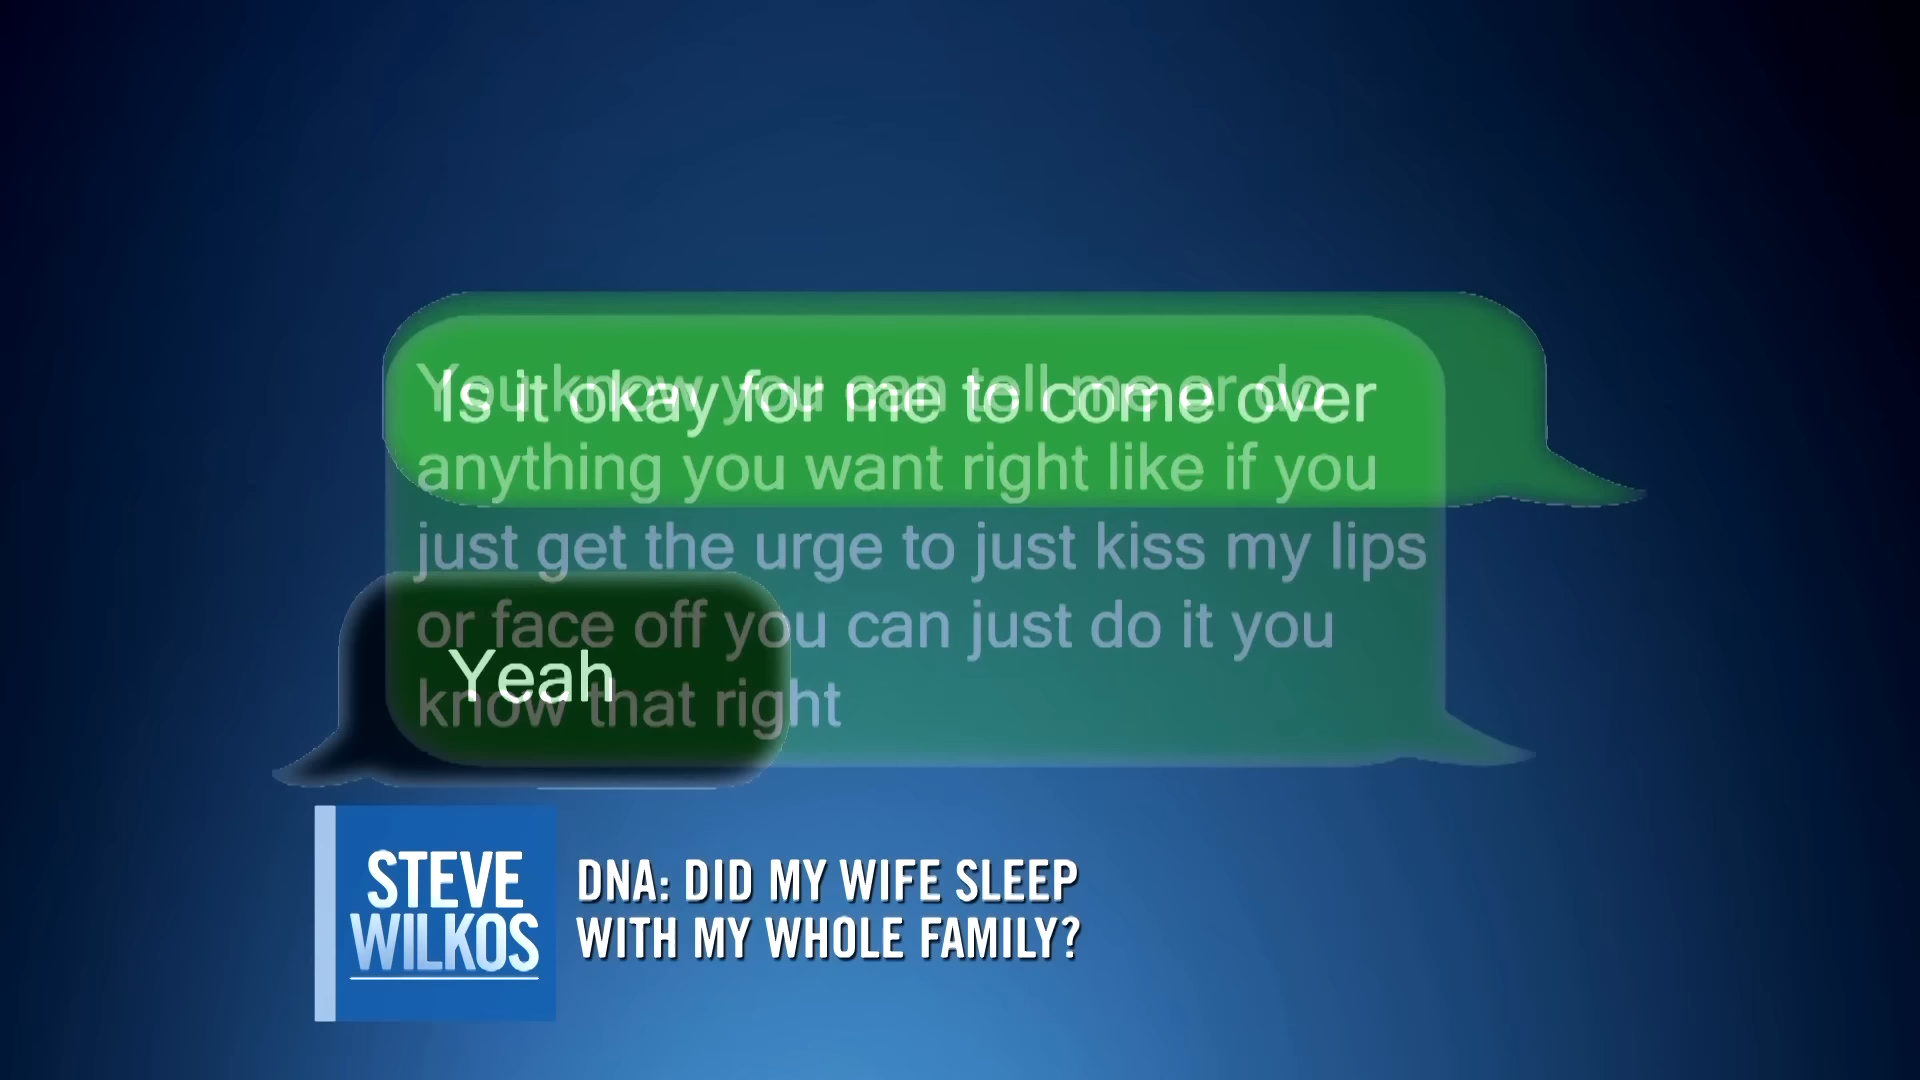 Is it okay for me to come over
You know you can tell me or do
anything you want right like if you
just get the urge to just kiss my lips
or face off you can just do it you
know that right
Yeah
STEVE
WILKOS
DNA: DID MY WIFE SLEEP
WITH MY WHOLE FAMILY?